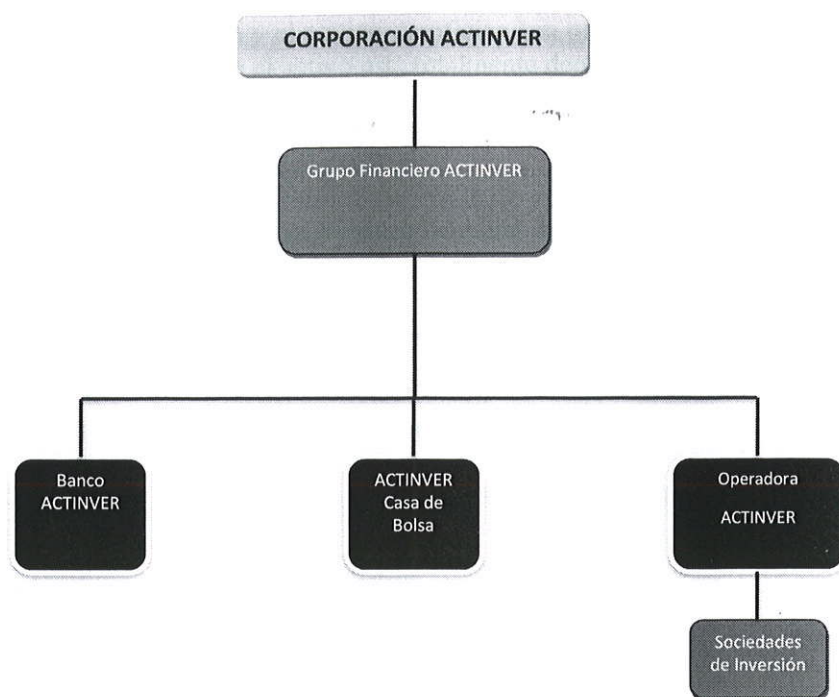 CORPORACIÓN ACTINVER
Grupo Financiero ACTINVER
Banco
ACTINVER
ACTINVER
Casa de
Bolsa
Operadora
ACTINVER
Sociedades
de Inversión